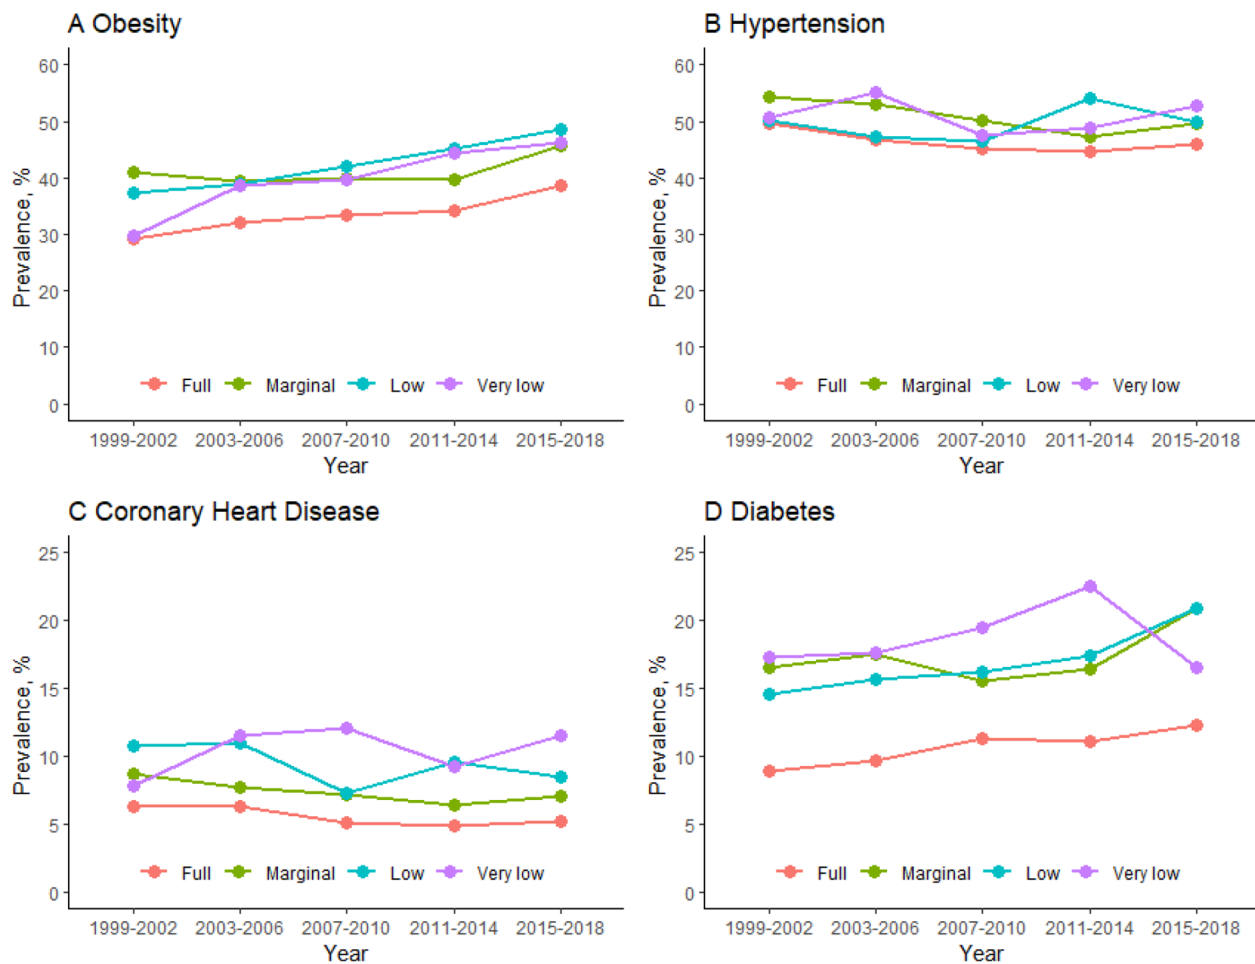 A Obesity
Prevalence, %
60
50
40
30
20
10
0
Full Marginal Low Very low
1999-2002 2003-2006 2007-2010 2011-2014 2015-2018
Year
B Hypertension
Prevalence, %
60
50
40
30
20
10
0
Full Marginal Low Very low
1999-2002 2003-2006 2007-2010 2011-2014 2015-2018
Year
C Coronary Heart Disease
Prevalence, %
25
20
15
10
5
0
Full Marginal Low Very low
1999-2002 2003-2006 2007-2010 2011-2014 2015-2018
Year
D Diabetes
Prevalence, %
25
20
15
10
5
0
Full Marginal Low Very low
1999-2002 2003-2006 2007-2010 2011-2014 2015-2018
Year